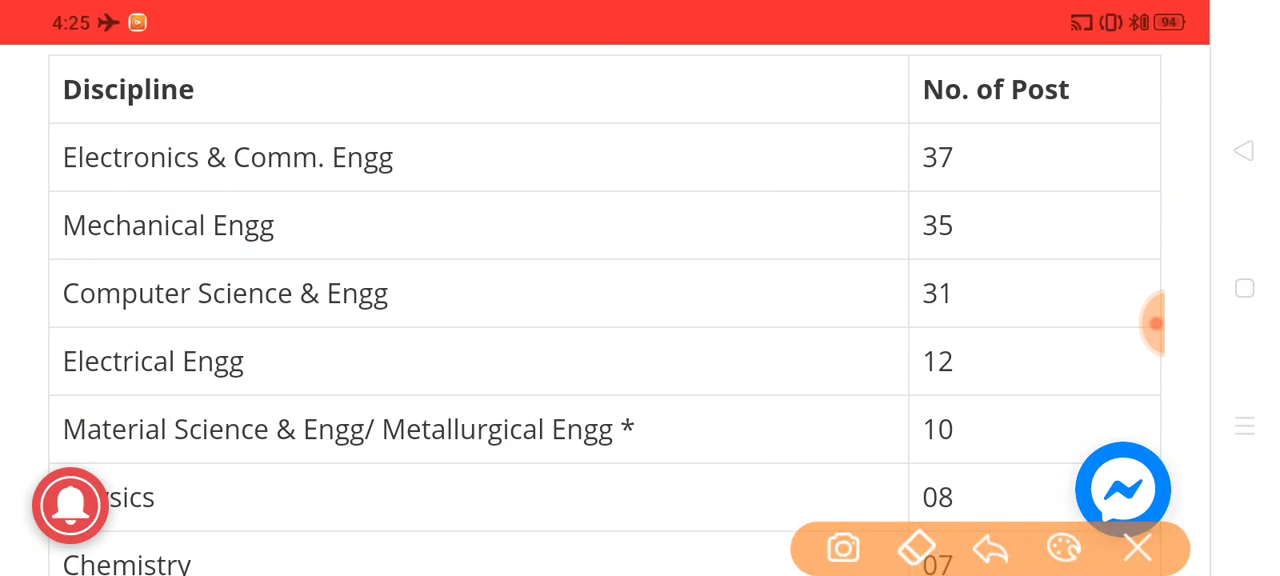 4:25 94
Discipline No. of Post
Electronics & Comm. Engg 37
Mechanical Engg 35
Computer Science & Engg 31
Electrical Engg 12
Material Science & Engg/ Metallurgical Engg * 10
sics 08
Chemistry 07